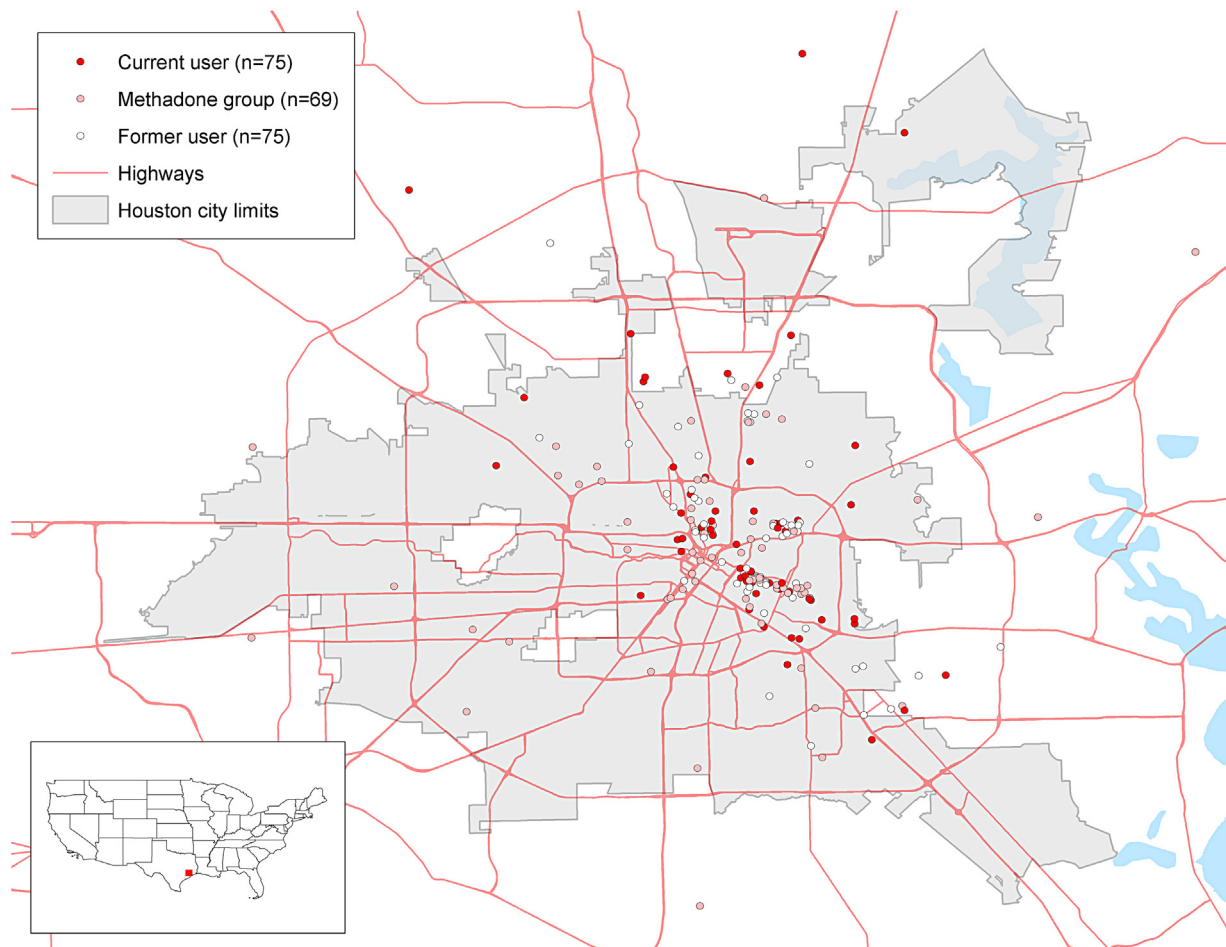 Current user (n=75)
Methadone group (n=69)
Former user (n=75)
Highways
Houston city limits